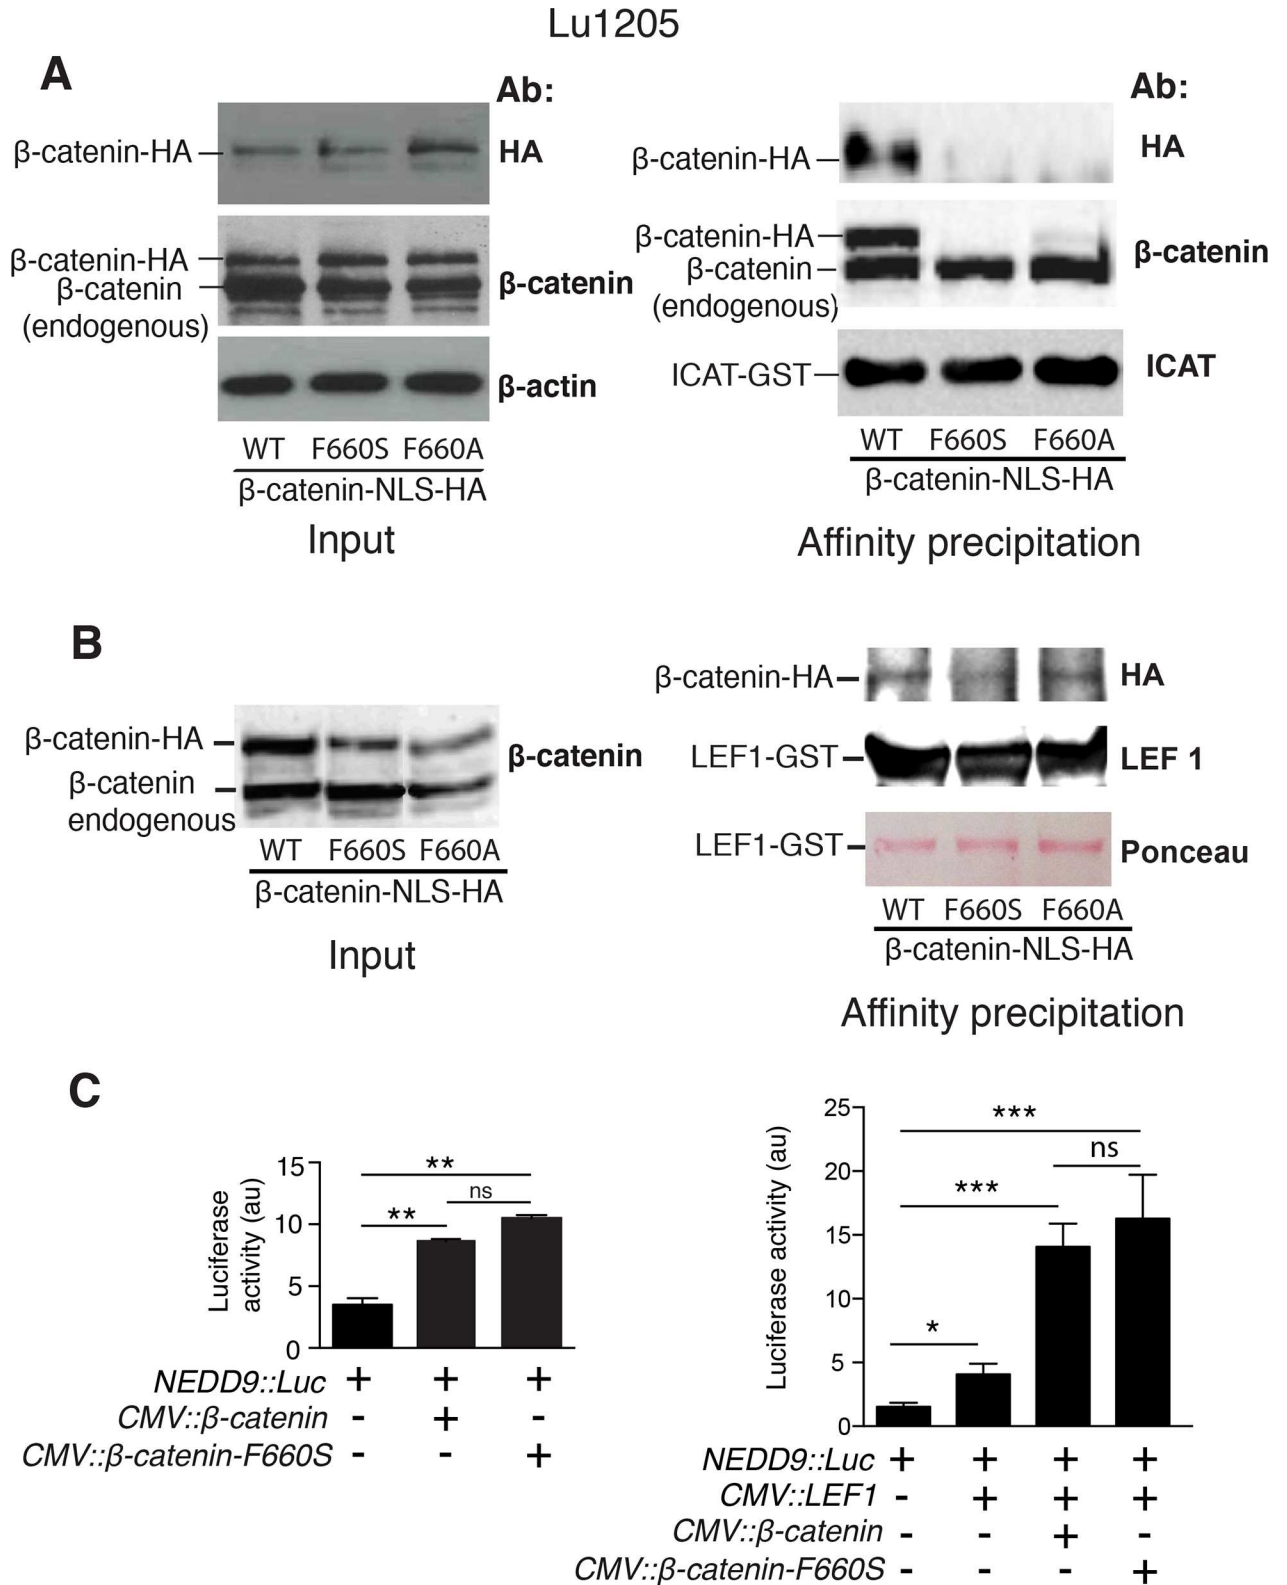 Lu1205
A
Ab:
β-catenin-HA
HA
β-catenin-HA
β-catenin
(endogenous)
β-catenin
β-actin
WT F660S F660A
β-catenin-NLS-HA
Input
Ab:
β-catenin-HA
HA
β-catenin-HA
β-catenin
(endogenous)
β-catenin
ICAT-GST
ICAT
WT F660S F660A
β-catenin-NLS-HA
Affinity precipitation
B
β-catenin-HA
β-catenin
endogenous
β-catenin
WT F660S F660A
β-catenin-NLS-HA
Input
β-catenin-HA
HA
LEF1-GST
LEF 1
LEF1-GST
Ponceau
WT F660S F660A
β-catenin-NLS-HA
Affinity precipitation
C
Luciferase
activity (au)
15
10
5
0
**
ns
**
NEDD9::Luc + + +
CMV::β-catenin - + -
CMV::β-catenin-F660S - - +
Luciferase activity (au)
25
20
15
10
5
0
***
ns
***
*
NEDD9::Luc + + + +
CMV::LEF1 - + + +
CMV::β-catenin - - + -
CMV::β-catenin-F660S - - - +